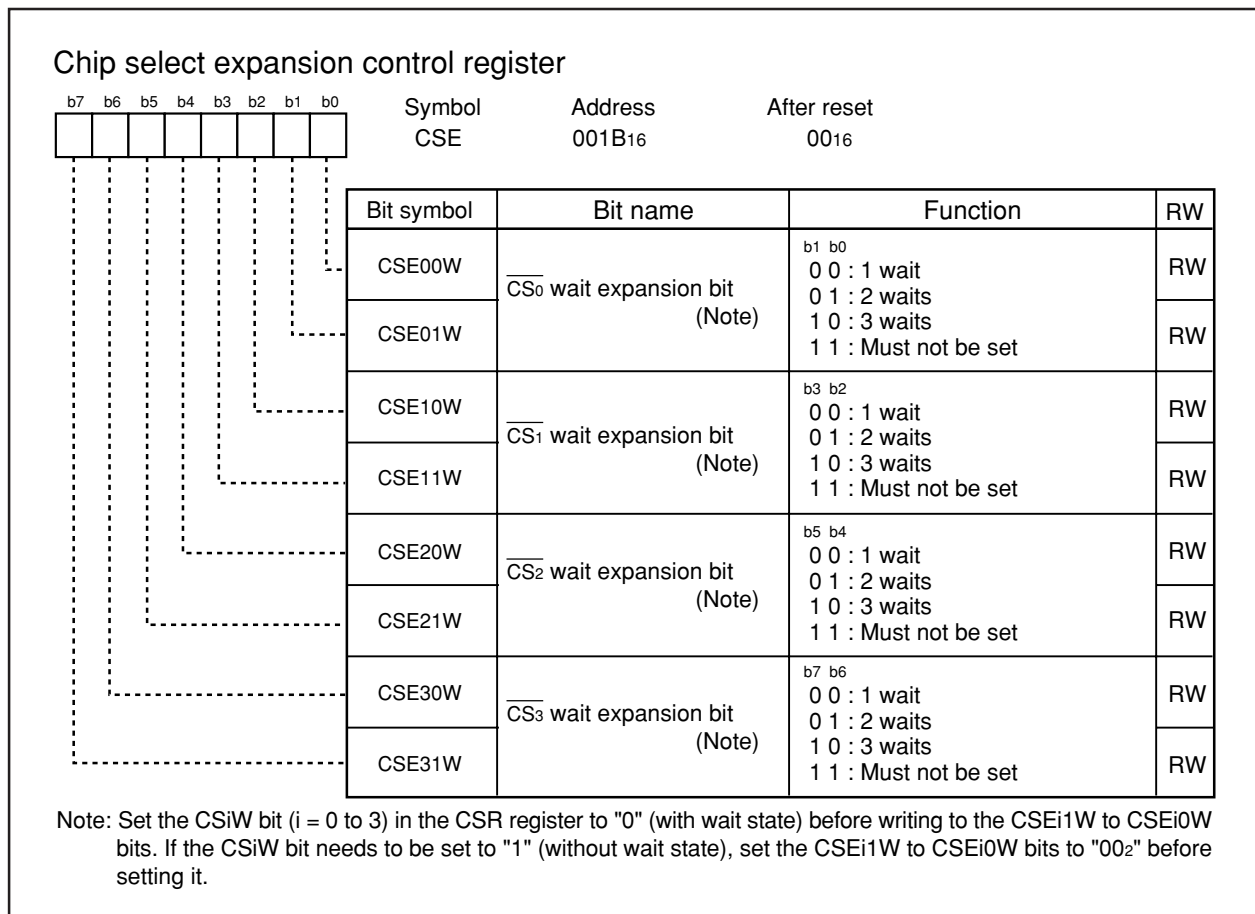 Chip select expansion control register
b7 b6 b5 b4 b3 b2 b1 b0
Symbol Address After reset
CSE 001B16 0016
Bit symbol Bit name Function RW
CSE00W
CSE01W
CS0 wait expansion bit
(Note)
b1 b0
0 0 : 1 wait
0 1 : 2 waits
1 0 : 3 waits
1 1 : Must not be set
RW
RW
CSE10W
CSE11W
CS1 wait expansion bit
(Note)
b3 b2
0 0 : 1 wait
0 1 : 2 waits
1 0 : 3 waits
1 1 : Must not be set
RW
RW
CSE20W
CSE21W
CS2 wait expansion bit
(Note)
b5 b4
0 0 : 1 wait
0 1 : 2 waits
1 0 : 3 waits
1 1 : Must not be set
RW
RW
CSE30W
CSE31W
CS3 wait expansion bit
(Note)
b7 b6
0 0 : 1 wait
0 1 : 2 waits
1 0 : 3 waits
1 1 : Must not be set
RW
RW
Note: Set the CSiW bit (i = 0 to 3) in the CSR register to "0" (with wait state) before writing to the CSEi1W to CSEi0W
bits. If the CSiW bit needs to be set to "1" (without wait state), set the CSEi1W to CSEi0W bits to "002" before
setting it.